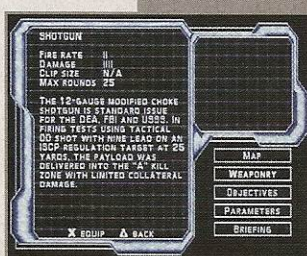 SHOTGUN
FIRE RATE II
DAMAGE IIII
CLIP SIZE N/A
MAX ROUNDS 25
THE 12-GAUGE MODIFIED CHOKE
SHOTGUN IS STANDARD ISSUE
FOR THE DEA, FBI AND USSS. IN
FIRING TESTS USING TACTICAL
OO SHOT WITH NINE LEAD ON AN
ISCP REGULATION TARGET AT 25
YARDS, THE PAYLOAD WAS
DELIVERED INTO THE "A" KILL
ZONE WITH LIMITED COLLATERAL
DAMAGE.
X EQUIP △ BACK
MAP
WEAPONRY
OBJECTIVES
PARAMETERS
BRIEFING